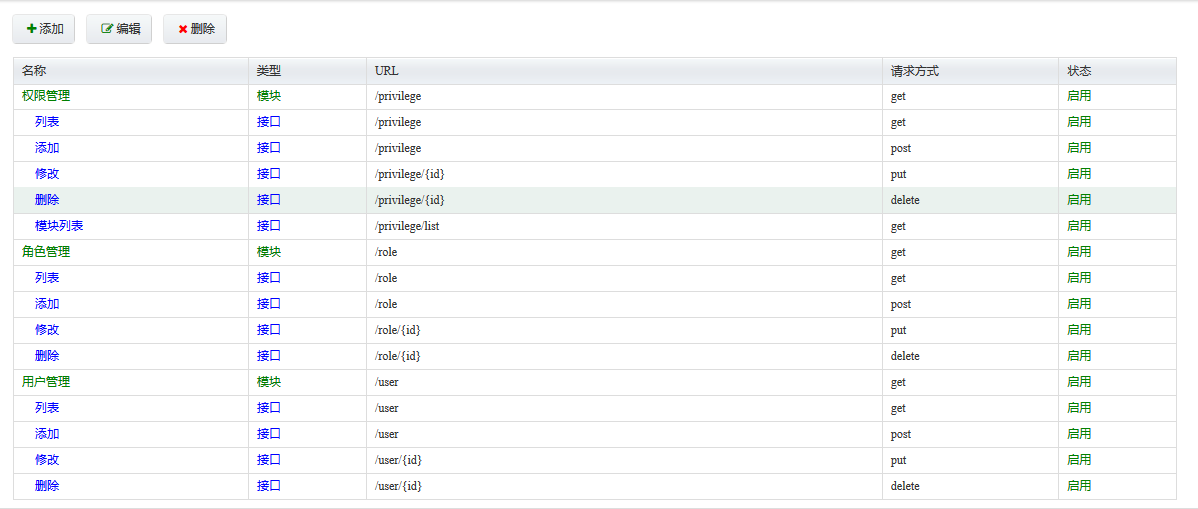 添加 编辑 删除
名称 类型 URL 请求方式 状态
权限管理 模块 /privilege get 启用
列表 接口 /privilege get 启用
添加 接口 /privilege post 启用
修改 接口 /privilege/{id} put 启用
删除 接口 /privilege/{id} delete 启用
模块列表 接口 /privilege/list get 启用
角色管理 模块 /role get 启用
列表 接口 /role get 启用
添加 接口 /role post 启用
修改 接口 /role/{id} put 启用
删除 接口 /role/{id} delete 启用
用户管理 模块 /user get 启用
列表 接口 /user get 启用
添加 接口 /user post 启用
修改 接口 /user/{id} put 启用
删除 接口 /user/{id} delete 启用